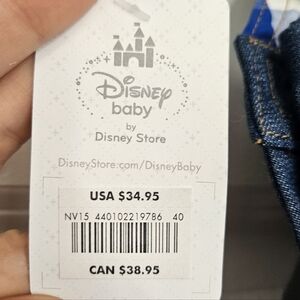 Disney
baby
by
Disney Store
DisneyStore.com/DisneyBaby
USA $34.95
NV15 440102219786 40
CAN $38.95